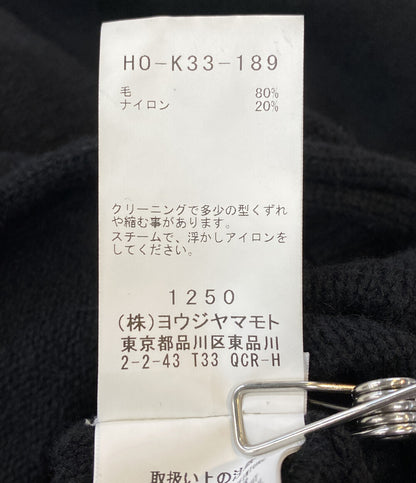 HO-K33-189
毛 80%
ナイロン 20%
クリーニングで多少の型くずれ
や縮む事があります。
スチームで、浮かしアイロンを
してください。
1250
(株)ヨウジヤマモト
東京都品川区東品川
2-2-43 T33 QCR-H
取扱い上の注